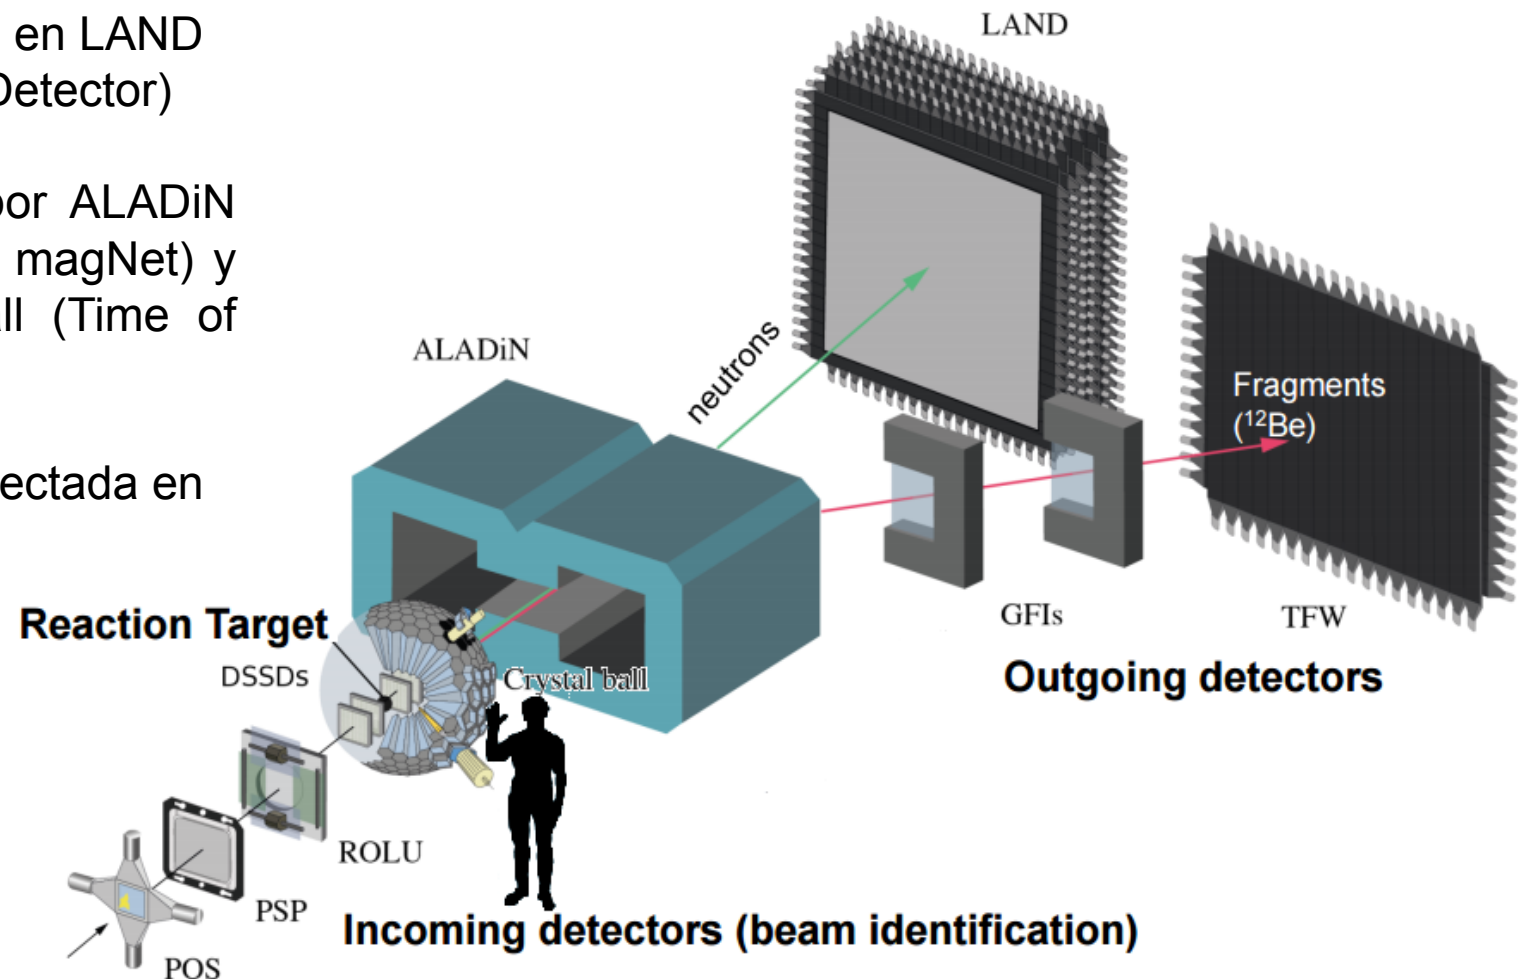 en LAND
Detector)
por ALADiN
magNet) y
all (Time of
ectada en
LAND
ALADiN
neutrons
Fragments
(¹²Be)
Reaction Target
DSSDs
Crystal ball
GFIs
TFW
Outgoing detectors
ROLU
PSP
Incoming detectors (beam identification)
POS